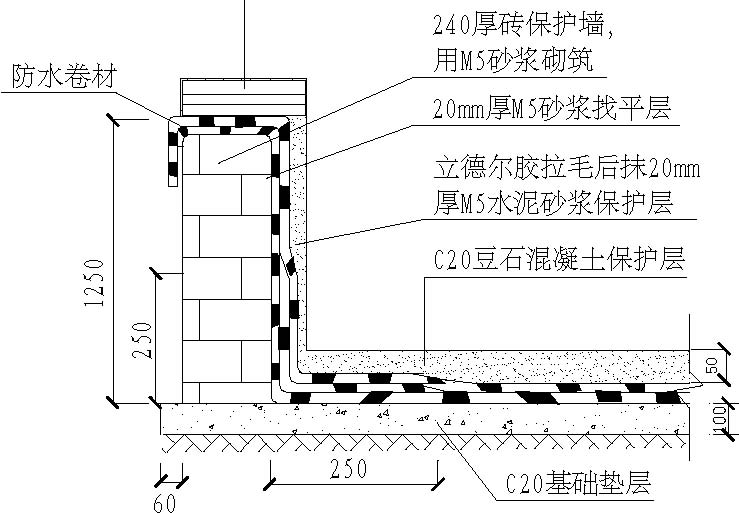 240厚砖保护墙,
用M5砂浆砌筑
防水卷材
20mm厚M5砂浆找平层
立德尔胶拉毛后抹20mm
厚M5水泥砂浆保护层
C20豆石混凝土保护层
1250
250
50
100
250
60
C20基础垫层